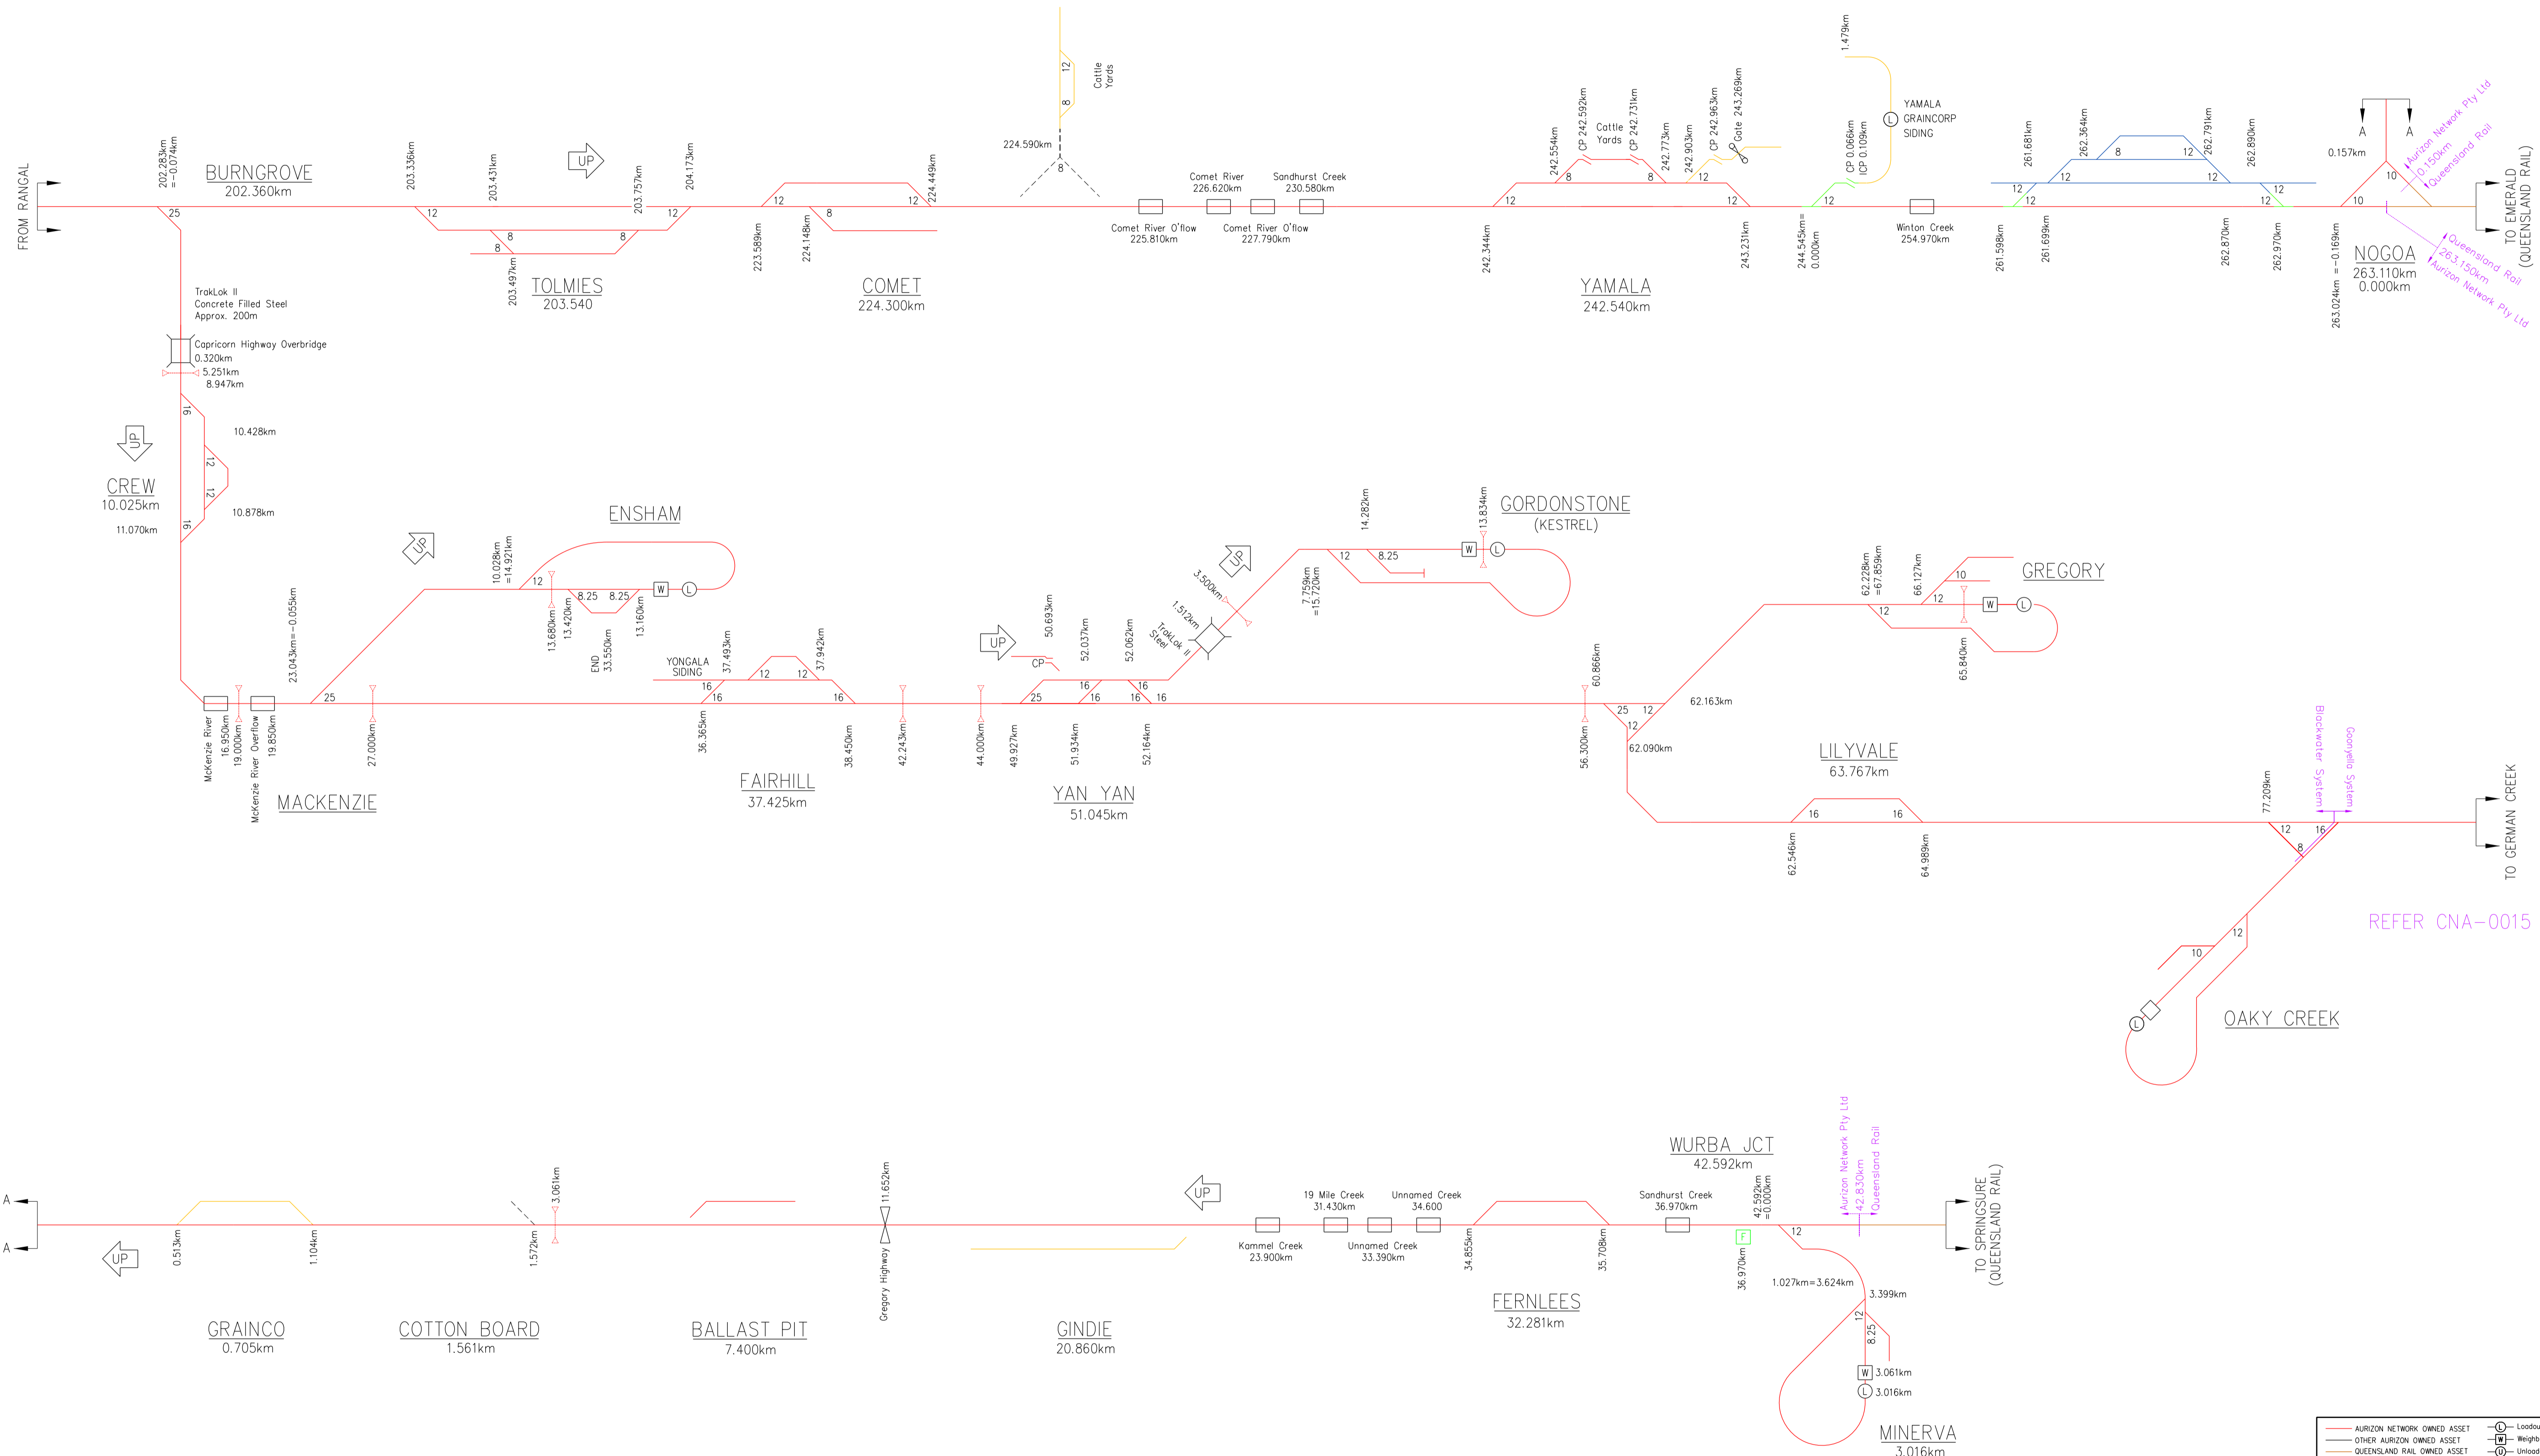 FROM RANGAL
202.283km
=-0.074km
25
BURNGROVE
202.360km
UP
203.336km
12
203.431km
8
8
203.497km
203.757km
8
204.173km
12
TOLMIES
203.540
223.589km
12
224.148km
8
12
224.449km
COMET
224.300km
12
8
Cattle
Yards
224.590km
8
Comet River O'flow
225.810km
Comet River
226.620km
Comet River O'flow
227.790km
Sandhurst Creek
230.580km
242.344km
12
242.554km
8
CP 242.592km
Cattle
Yards
CP 242.731km
8
242.773km
242.903km
12
CP 242.963km
Gate 243.269km
12
243.231km
YAMALA
242.540km
244.545km=
0.000km
12
CP 0.066km
ICP 0.109km
1.479km
L
YAMALA
GRAINCORP
SIDING
Winton Creek
254.970km
261.598km
12
12
261.681km
261.699km
12
262.364km
8
12
262.791km
12
262.870km
262.890km
12
12
262.970km
263.024km =-0.169km
10
10
0.157km
A
A
Aurizon Network Pty Ltd
0.150km
Queensland Rail
NOGOA
263.110km
0.000km
Queensland Rail
263.150km
Aurizon Network Pty Ltd
TO EMERALD
(QUEENSLAND RAIL)
TrakLok II
Concrete Filled Steel
Approx. 200m
Capricorn Highway Overbridge
0.320km
5.251km
8.947km
16
10.428km
12
12
10.878km
16
11.070km
UP
CREW
10.025km
McKenzie River
16.950km
19.000km
McKenzie River Overflow
19.850km
23.043km=-0.055km
25
MACKENZIE
27.000km
UP
10.028km
=14.921km
12
ENSHAM
13.680km
13.420km
8.25
8.25
END
33.550km
13.160km
W
L
YONGALA
SIDING
36.365km
16
16
37.493km
12
12
37.942km
16
38.450km
FAIRHILL
37.425km
42.243km
44.000km
UP
49.927km
25
50.693km
CP
51.934km
16
16
52.037km
52.062km
16
16
16
52.164km
YAN YAN
51.045km
TrakLok II
Steel
1.512km
3.500km
UP
7.759km
=15.720km
12
14.282km
8.25
W
13.834km
L
GORDONSTONE
(KESTREL)
56.300km
60.866km
25
12
12
62.090km
62.163km
62.228km
=67.859km
12
66.127km
12
10
65.840km
W
L
GREGORY
LILYVALE
63.767km
62.546km
16
16
64.989km
77.209km
12
16
8
Blackwater System
Goonyella System
TO GERMAN CREEK
REFER CNA-0015
12
10
L
OAKY CREEK
A
A
UP
0.513km
1.104km
GRAINCO
0.705km
1.572km
3.061km
COTTON BOARD
1.561km
BALLAST PIT
7.400km
Gregory Highway
11.652km
GINDIE
20.860km
UP
Kammel Creek
23.900km
19 Mile Creek
31.430km
Unnamed Creek
33.390km
Unnamed Creek
34.600
34.855km
35.708km
FERNLEES
32.281km
Sandhurst Creek
36.970km
F
36.970km
WURBA JCT
42.592km
42.592km
=0.000km
12
Aurizon Network Pty Ltd
42.830km
Queensland Rail
TO SPRINGSURE
(QUEENSLAND RAIL)
1.027km=3.624km
3.399km
12
8.25
W
3.061km
L
3.016km
MINERVA
3.016km
AURIZON NETWORK OWNED ASSET
OTHER AURIZON OWNED ASSET
QUEENSLAND RAIL OWNED ASSET
L
W
U